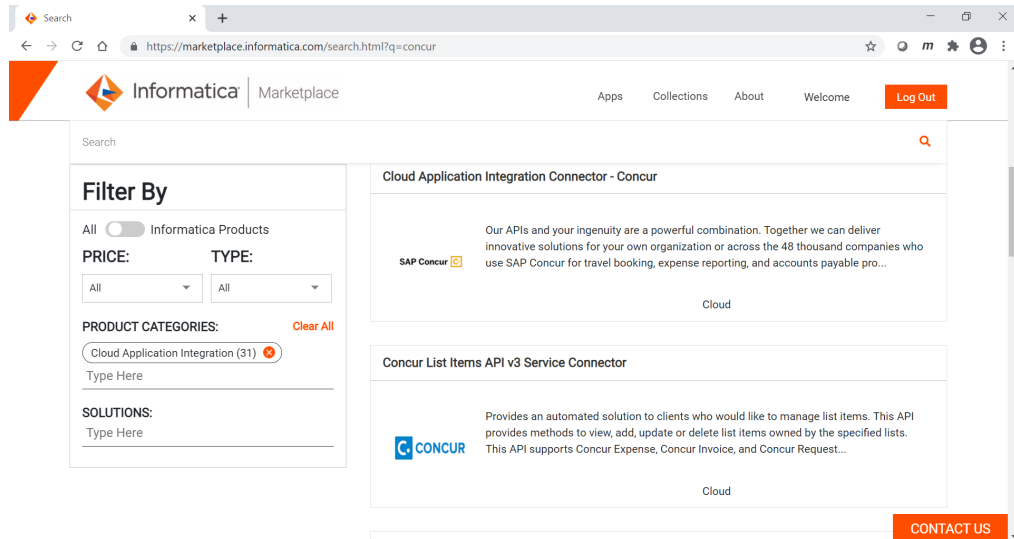 Search
https://marketplace.informatica.com/search.html?q=concur
m
Informatica Marketplace
Apps Collections About Welcome Log Out
Search
Filter By
All Informatica Products
PRICE: TYPE:
All All
PRODUCT CATEGORIES: Clear All
Cloud Application Integration (31)
Type Here
SOLUTIONS:
Type Here
Cloud Application Integration Connector - Concur
SAP Concur C
Our APIs and your ingenuity are a powerful combination. Together we can deliver
innovative solutions for your own organization or across the 48 thousand companies who
use SAP Concur for travel booking, expense reporting, and accounts payable pro...
Cloud
Concur List Items API v3 Service Connector
C. CONCUR
Provides an automated solution to clients who would like to manage list items. This API
provides methods to view, add, update or delete list items owned by the specified lists.
This API supports Concur Expense, Concur Invoice, and Concur Request...
Cloud
CONTACT US